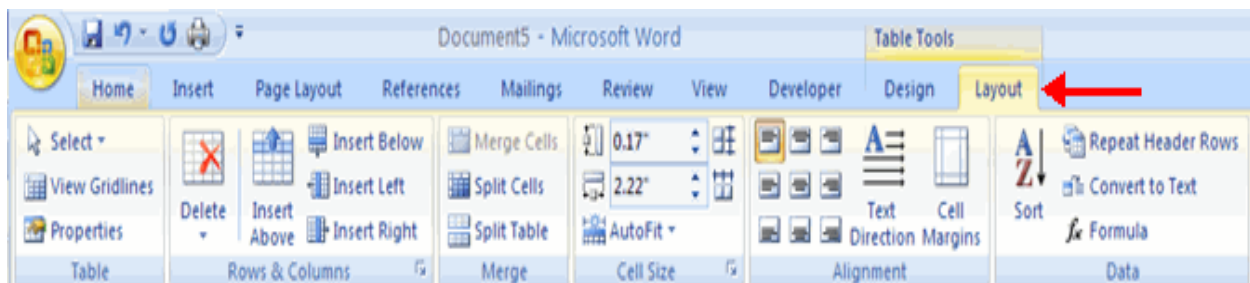 Document5 - Microsoft Word
Table Tools
Home Insert Page Layout References Mailings Review View Developer Design Layout
Select
View Gridlines
Properties
Table
Delete
Insert Above
Insert Below
Insert Left
Insert Right
Rows & Columns
Merge Cells
Split Cells
Split Table
Merge
0.17"
2.22"
AutoFit
Cell Size
Text Direction
Cell Margins
Alignment
A
Z
Sort
Repeat Header Rows
Convert to Text
fx Formula
Data